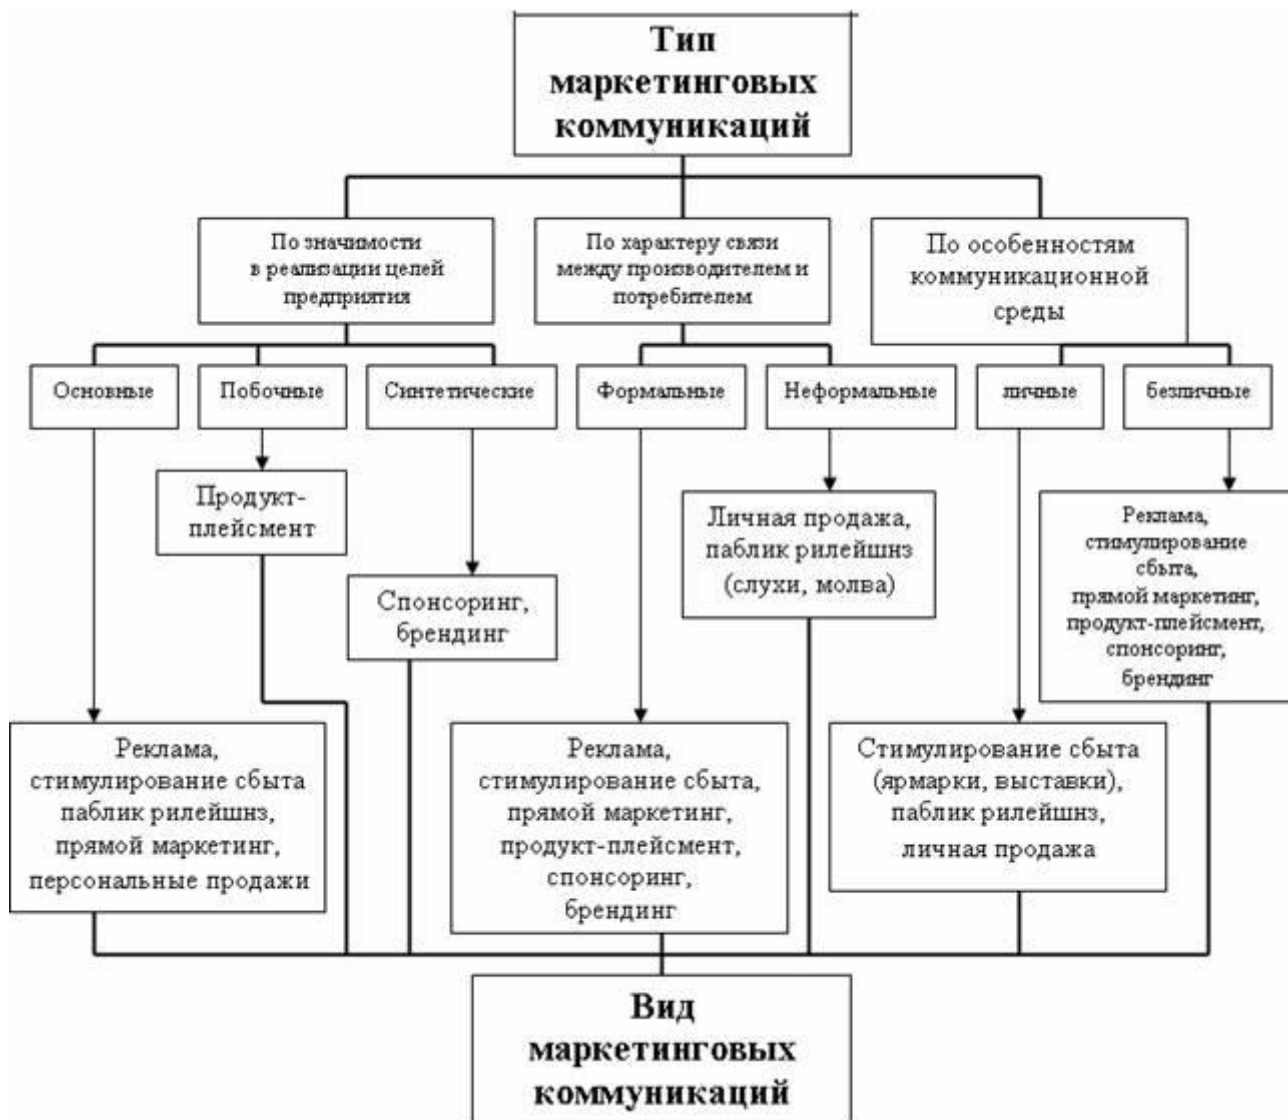 Тип
маркетинговых
коммуникаций
По значимости
в реализации целей
предприятия
По характеру связи
между производителем и
потребителем
По особенностям
коммуникационной
среды
Основные
Побочные
Синтетические
Формальные
Неформальные
личные
безличные
Продукт-
плейсмент
Спонсоринг,
брендинг
Личная продажа,
паблик рилейшнз
(слухи, молва)
Реклама,
стимулирование
сбыта,
прямой маркетинг,
продукт-плейсмент,
спонсоринг,
брендинг
Реклама,
стимулирование сбыта
паблик рилейшнз,
прямой маркетинг,
персональные продажи
Реклама,
стимулирование сбыта,
прямой маркетинг,
продукт-плейсмент,
спонсоринг,
брендинг
Стимулирование сбыта
(ярмарки, выставки),
паблик рилейшнз,
личная продажа
Вид
маркетинговых
коммуникаций